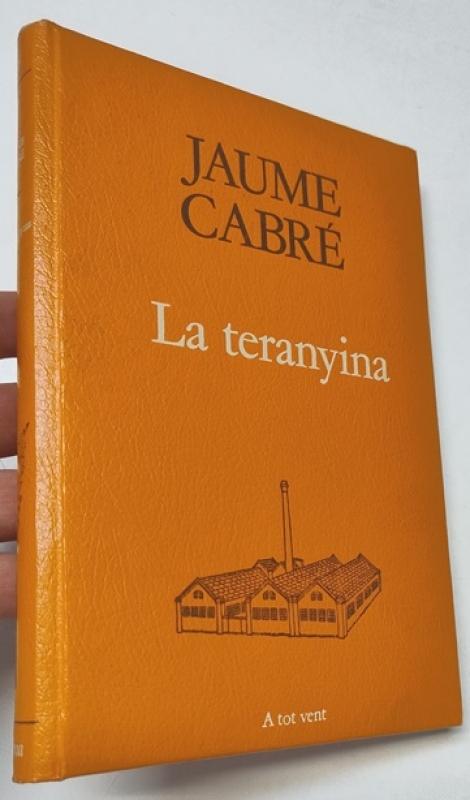 JAUME
CABRÉ
La teranyina
A tot vent